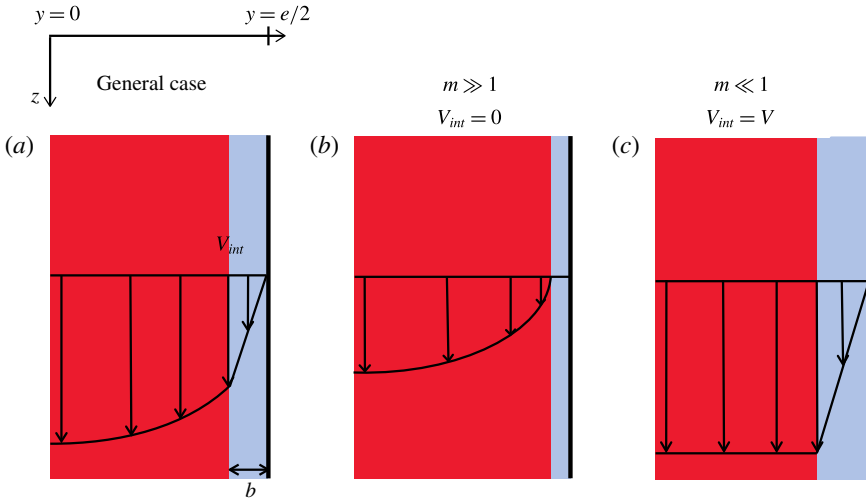 y = 0
y = e/2
z
General case
m ≫ 1
V_int = 0
m ≪ 1
V_int = V
(a)
(b)
(c)
V_int
b